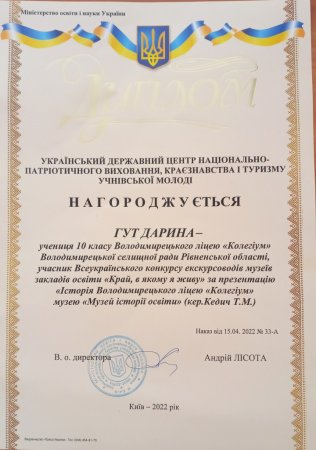 Міністерство освіти і науки України
Диплом
УКРАЇНСЬКИЙ ДЕРЖАВНИЙ ЦЕНТР НАЦІОНАЛЬНО-
ПАТРІОТИЧНОГО ВИХОВАННЯ, КРАЄЗНАВСТВА І ТУРИЗМУ
УЧНІВСЬКОЇ МОЛОДІ
НАГОРОДЖУЄТЬСЯ
ГУТ ДАРИНА –
учениця 10 класу Володимирецького ліцею «Колегіум»
Володимирецької селищної ради Рівненської області,
учасник Всеукраїнського конкурсу екскурсоводів музеїв
закладів освіти «Край, в якому я живу» за презентацію
«Історія Володимирецького ліцею «Колегіум»
музею «Музей історії освіти» (кер.Кедич Т.М.)
Наказ від 15.04. 2022 № 33-А
В. о. директора
Андрій ЛІСОТА
Київ – 2022 рік